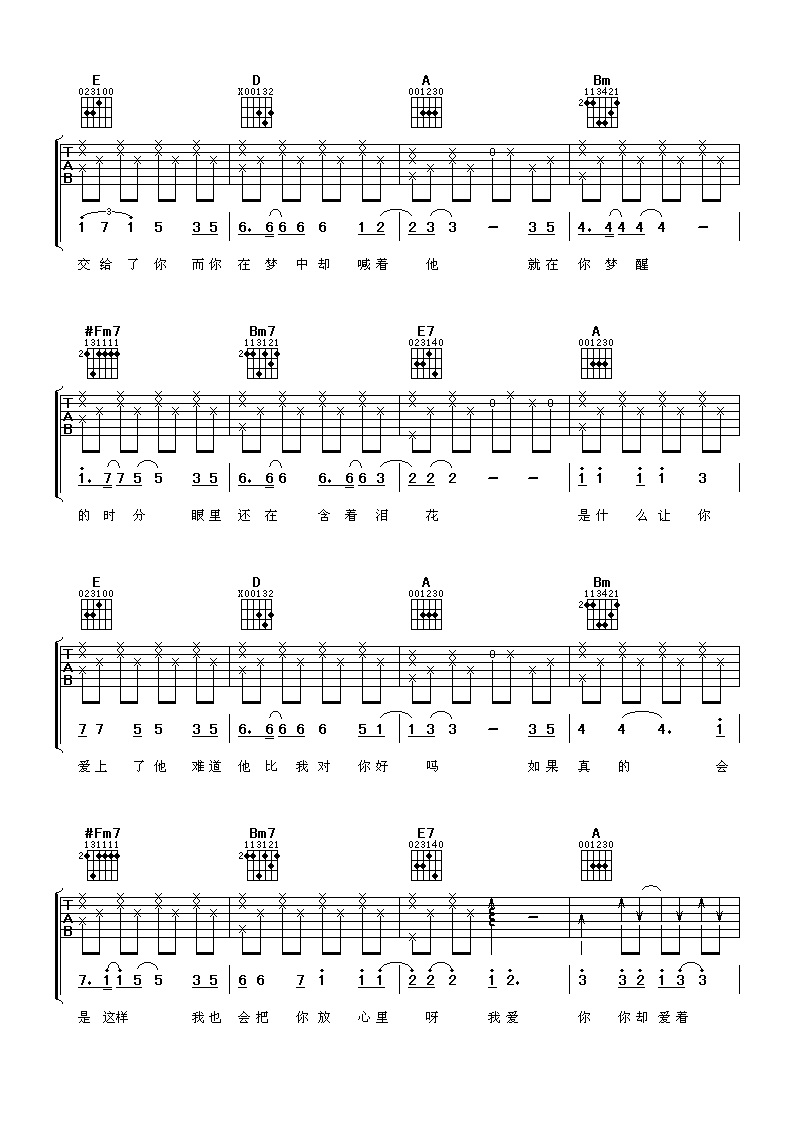 E D A Bm
023100 X00132 001230 2 113421
T A B 0
3
1 7 1 5 3 5 6. 6 6 6 6 1 2 2 3 3 - 3 5 4. 4 4 4 4 -
交给 了你 而你 在 梦 中却 喊着 他 就在 你 梦 醒
#Fm7 Bm7 E7 A
2 131111 2 113121 023140 001230
T A B 0 0 0
1. 7 7 5 5 3 5 6. 6 6 6. 6 6 3 2 2 2 - - 1 1 1 1 3
的 时 分 眼里 还在 含着 泪 花 是什 么让 你
E D A Bm
023100 X00132 001230 2 113421
T A B 0
7 7 5 5 3 5 6. 6 6 6 6 5 1 1 3 3 - 3 5 4 4 4. 1
爱上 了他 难道 他 比 我对 你好 吗 如果 真 的 会
#Fm7 Bm7 E7 A
2 131111 2 113121 023140 001230
T A B -
7. 1 1 5 5 3 5 6 6 7 1 1 1 2 2 2 1 2. 3 3 2 1 3 3
是 这样 我也 会把 你放 心里 呀 我爱 你 你却 爱着